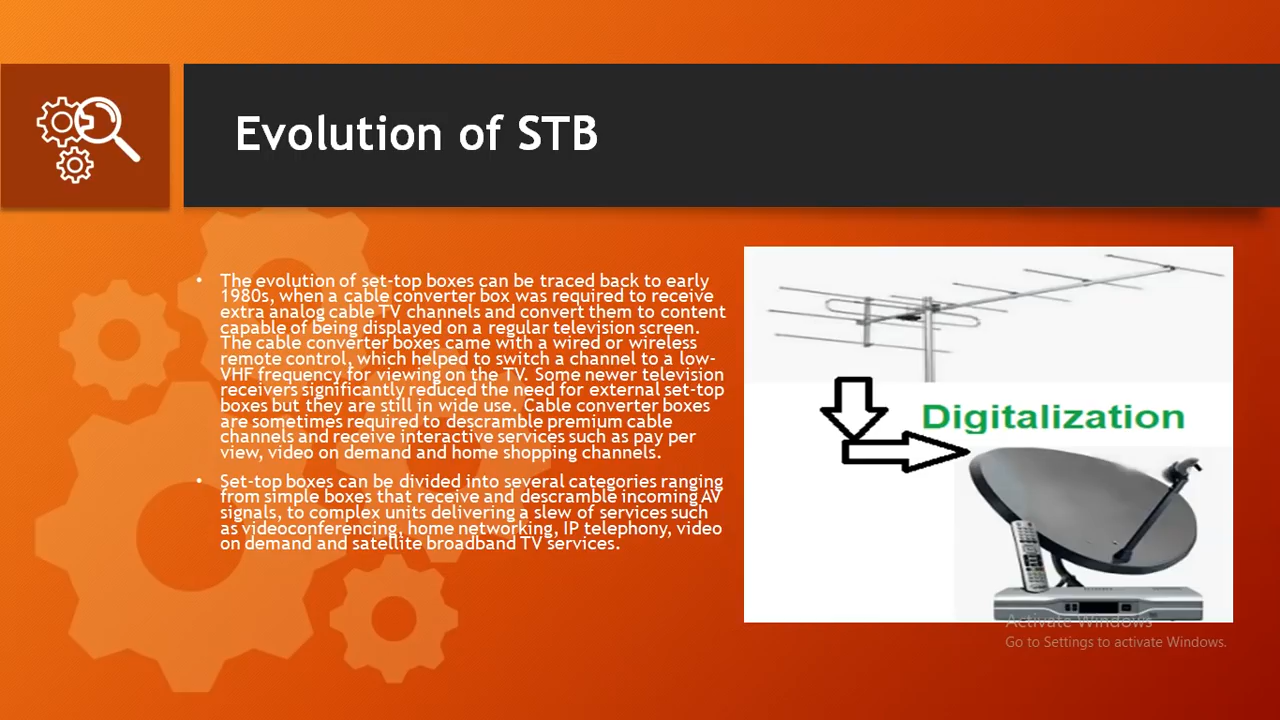 Evolution of STB
• The evolution of set-top boxes can be traced back to early
1980s, when a cable converter box was required to receive
extra analog cable TV channels and convert them to content
capable of being displayed on a regular television screen.
The cable converter boxes came with a wired or wireless
remote control, which helped to switch a channel to a low-
VHF frequency for viewing on the TV. Some newer television
receivers significantly reduced the need for external set-top
boxes but they are still in wide use. Cable converter boxes
are sometimes required to descramble premium cable
channels and receive interactive services such as pay per
view, video on demand and home shopping channels.
• Set-top boxes can be divided into several categories ranging
from simple boxes that receive and descramble incoming AV
signals, to complex units delivering a slew of services such
as videoconferencing, home networking, IP telephony, video
on demand and satellite broadband TV services.
Digitalization
Activate Windows
Go to Settings to activate Windows.